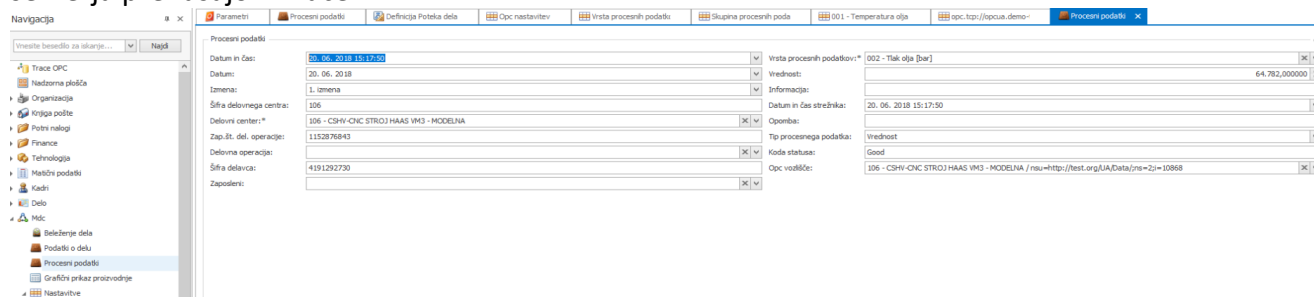 Navigacija
Parametri
Procesni podatki
Definicija Poteka dela
Opc nastavitev
Vrsta procesnih podatku
Skupina procesnih poda
001 - Temperatura olja
opc.tcp://opcua.demo-
Procesni podatki
Vnesite besedilo za iskanje...
Najdi
Trace OPC
Nadzorna plošča
Organizacija
Knjiga pošte
Potni nalogi
Finance
Tehnologija
Matični podatki
Kadri
Delo
Mdc
Beleženje dela
Podatki o delu
Procesni podatki
Grafični prikaz proizvodnje
Nastavitve
Procesni podatki
Datum in čas: 20. 06. 2018 15:17:50
Datum: 20. 06. 2018
Izmena: 1. izmena
Šifra delovnega centra: 106
Delovni center:* 106 - CSHV-CNC STROJ HAAS VM3 - MODELNA
Zap.št. del. operacije: 1152876843
Delovna operacija:
Šifra delavca: 4191292730
Zaposleni:
Vrsta procesnih podatkov:* 002 - Tlak olja [bar]
Vrednost: 64.782,000000
Informacija:
Datum in čas strežnika: 20. 06. 2018 15:17:50
Opomba:
Tip procesnega podatka: Vrednost
Koda statusa: Good
Opc vozlišče: 106 - CSHV-CNC STROJ HAAS VM3 - MODELNA / nsu=http://test.org/UA/Data/;ns=2;i=10868